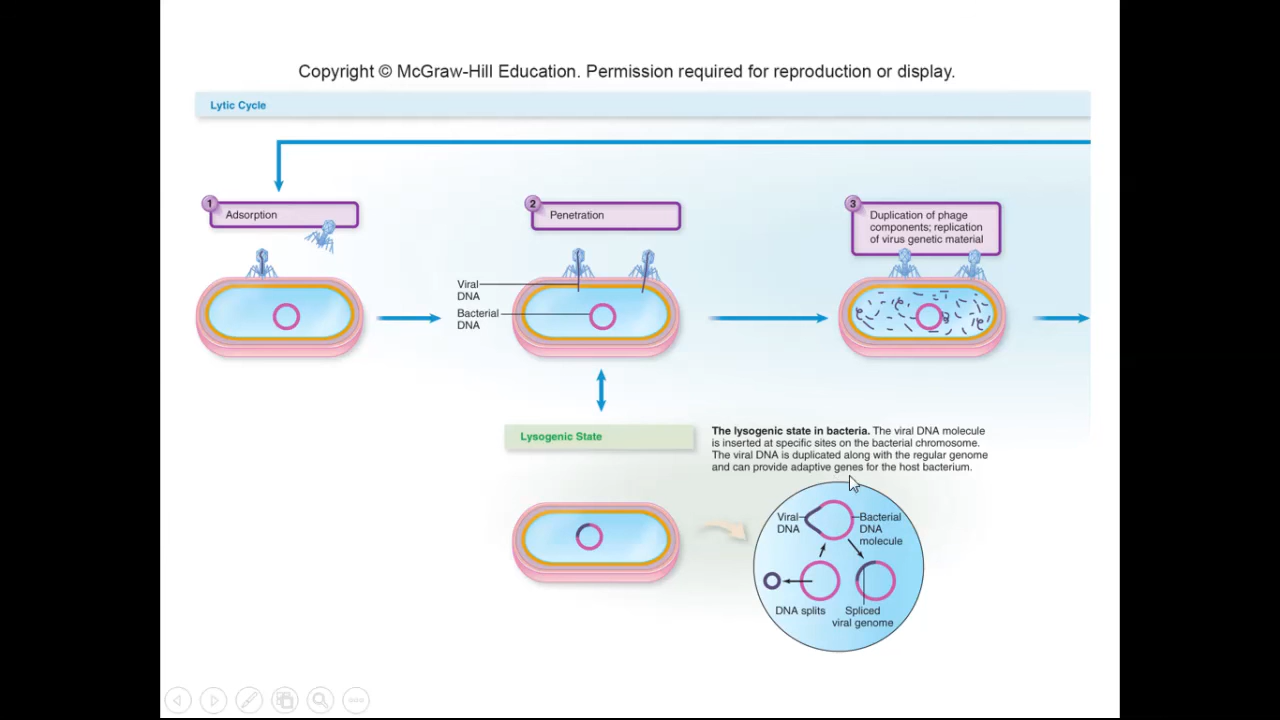 Copyright © McGraw-Hill Education. Permission required for reproduction or display.
Lytic Cycle
1
Adsorption
2
Penetration
3
Duplication of phage
components; replication
of virus genetic material
Viral
DNA
Bacterial
DNA
Lysogenic State
The lysogenic state in bacteria. The viral DNA molecule
is inserted at specific sites on the bacterial chromosome.
The viral DNA is duplicated along with the regular genome
and can provide adaptive genes for the host bacterium.
Viral
DNA
Bacterial
DNA
molecule
DNA splits
Spliced
viral genome